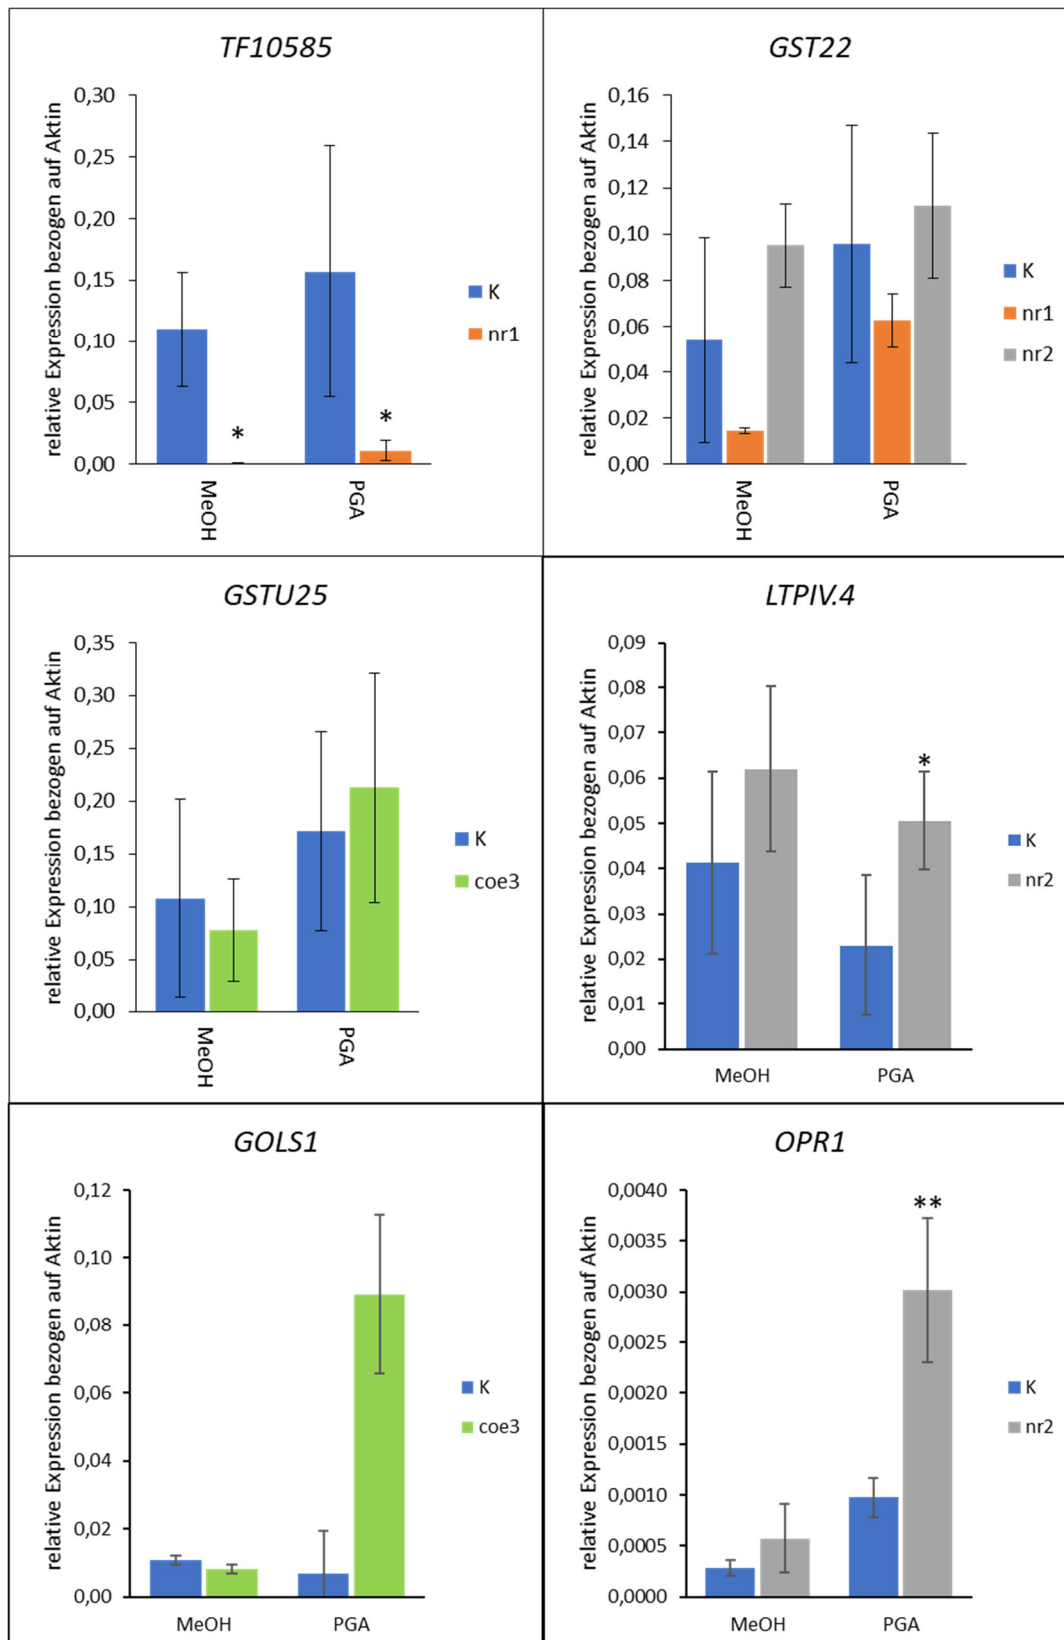 TF10585
relative Expression bezogen auf Aktin
0,30
0,25
0,20
0,15
0,10
0,05
0,00
*
*
MeOH
PGA
K
nr1
GST22
relative Expression bezogen auf Aktin
0,16
0,14
0,12
0,10
0,08
0,06
0,04
0,02
0,00
MeOH
PGA
K
nr1
nr2
GSTU25
relative Expression bezogen auf Aktin
0,35
0,30
0,25
0,20
0,15
0,10
0,05
0,00
MeOH
PGA
K
coe3
LTPIV.4
relative Expression bezogen auf Aktin
0,09
0,08
0,07
0,06
0,05
0,04
0,03
0,02
0,01
0,00
*
MeOH
PGA
K
nr2
GOLS1
relative Expression bezogen auf Aktin
0,12
0,10
0,08
0,06
0,04
0,02
0,00
MeOH
PGA
K
coe3
OPR1
relative Expression bezogen auf Aktin
0,0040
0,0035
0,0030
0,0025
0,0020
0,0015
0,0010
0,0005
0,0000
**
MeOH
PGA
K
nr2